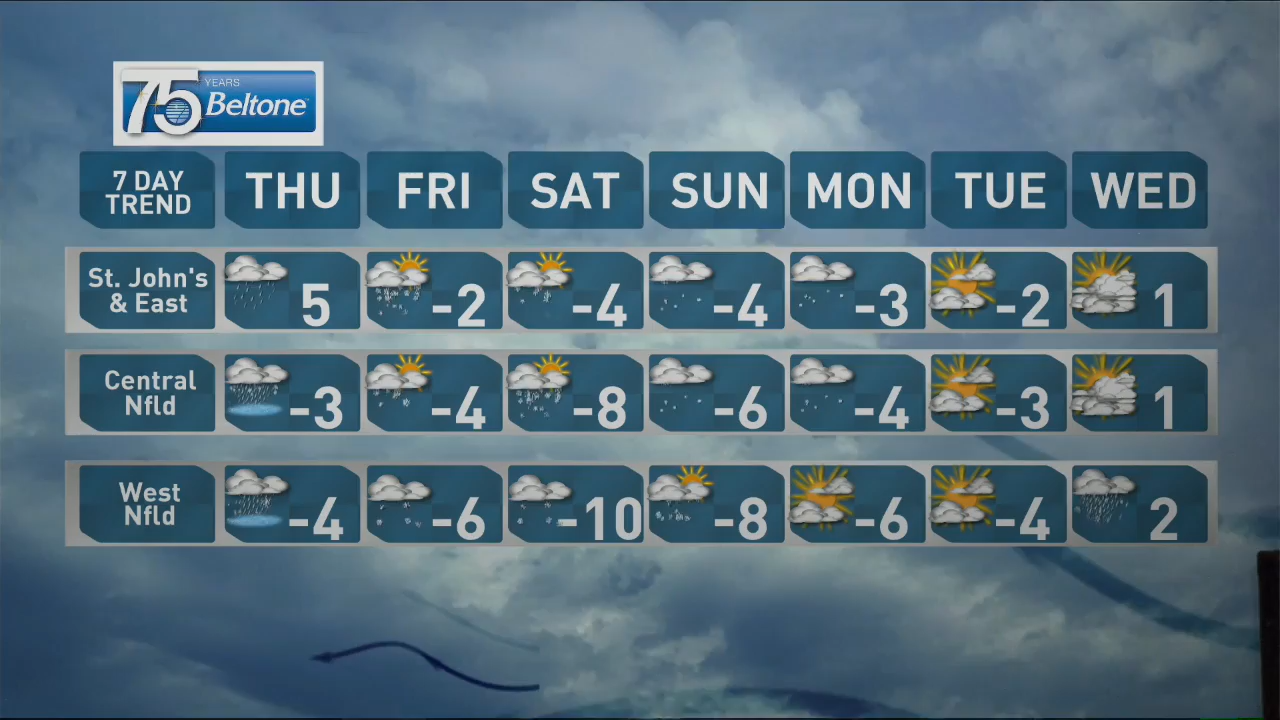 75 YEARS
Beltone
7 DAY
TREND
THU FRI SAT SUN MON TUE WED
St. John's
& East
5 -2 -4 -4 -3 -2 1
Central
Nfld
-3 -4 -8 -6 -4 -3 1
West
Nfld
-4 -6 -10 -8 -6 -4 2